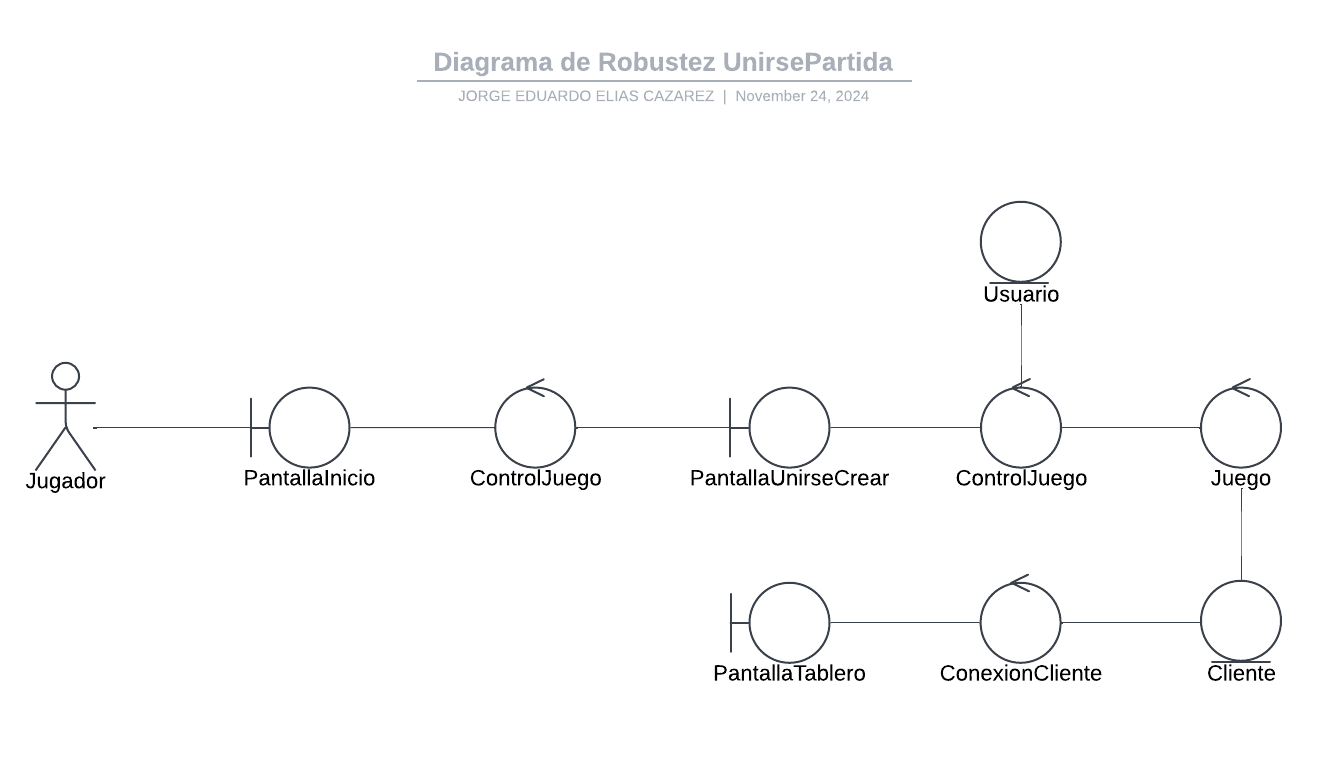 Diagrama de Robustez UnirsePartida
JORGE EDUARDO ELIAS CAZAREZ | November 24, 2024
Usuario
Jugador
PantallaInicio
ControlJuego
PantallaUnirseCrear
ControlJuego
Juego
PantallaTablero
ConexionCliente
Cliente